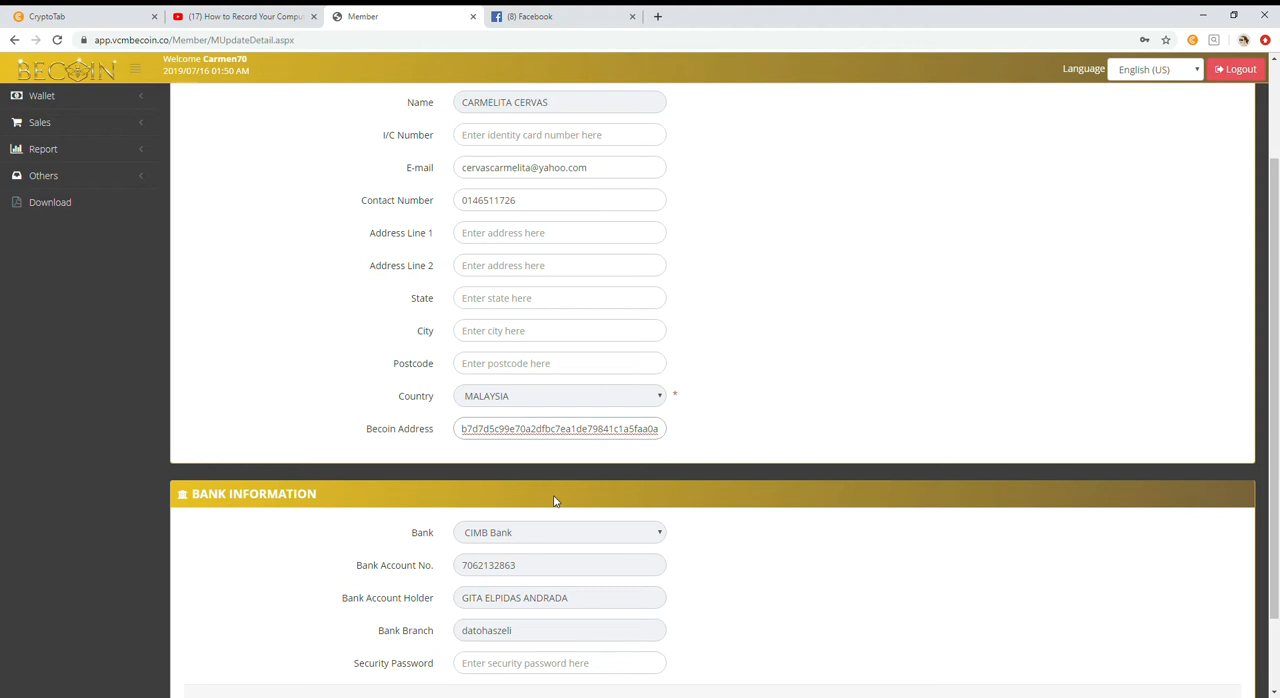 CryptoTab
(17) How to Record Your Compu
Member
(8) Facebook
app.vcmbecoin.co/Member/MUpdateDetail.aspx
BECOIN
Welcome Carmen70
2019/07/16 01:50 AM
Language English (US) Logout
Wallet
Sales
Report
Others
Download
Name CARMELITA CERVAS
I/C Number Enter identity card number here
E-mail cervascarmelita@yahoo.com
Contact Number 0146511726
Address Line 1 Enter address here
Address Line 2 Enter address here
State Enter state here
City Enter city here
Postcode Enter postcode here
Country MALAYSIA *
Becoin Address b7d7d5c99e70a2dfbc7ea1de79841c1a5faa0a
BANK INFORMATION
Bank CIMB Bank
Bank Account No. 7062132863
Bank Account Holder GITA ELPIDAS ANDRADA
Bank Branch datohaszeli
Security Password Enter security password here